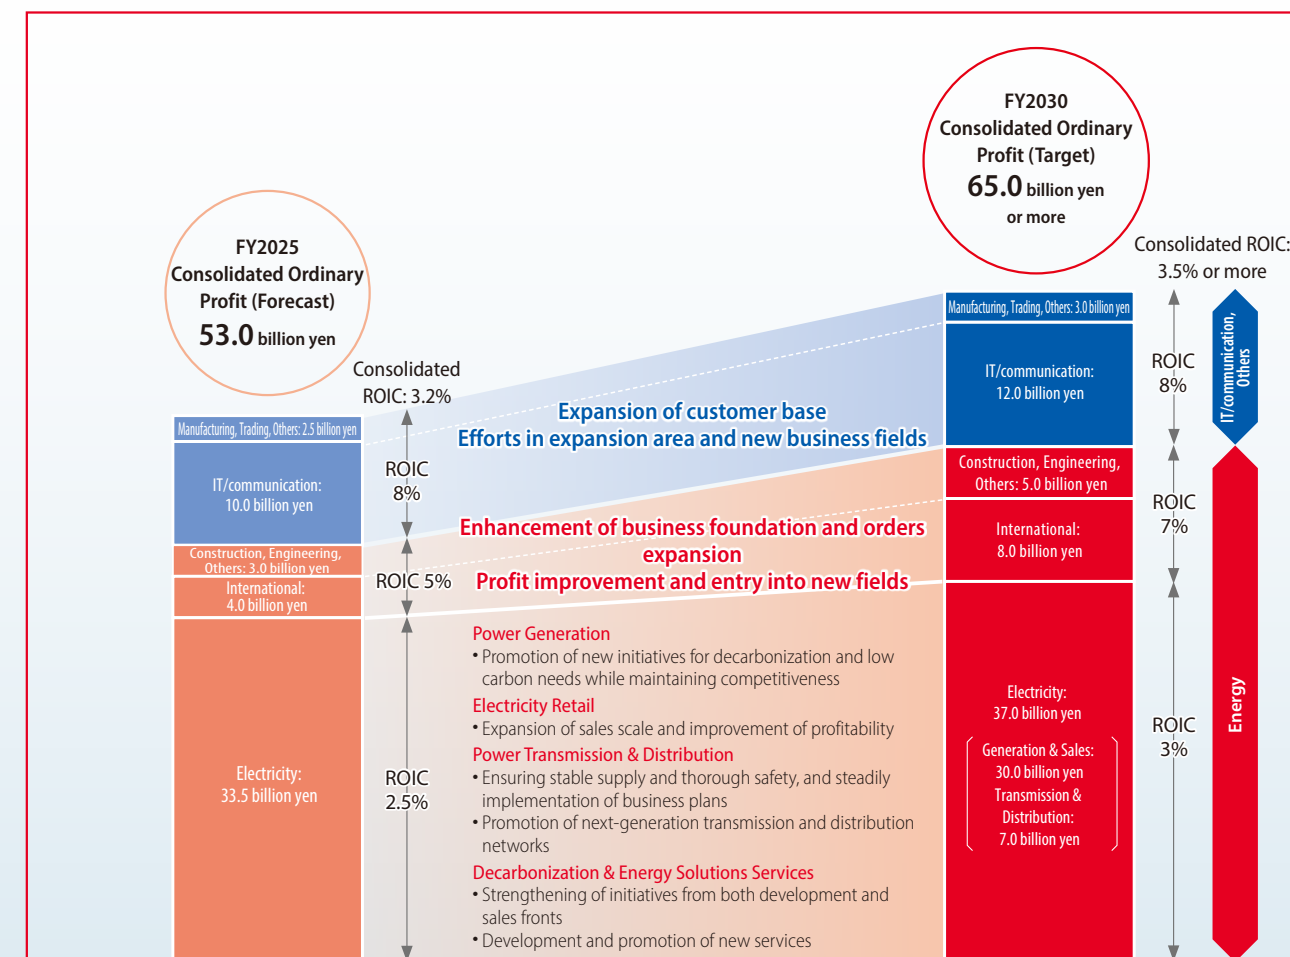 FY2030
Consolidated Ordinary
Profit (Target)
65.0 billion yen
or more
Consolidated ROIC:
3.5% or more
FY2025
Consolidated Ordinary
Profit (Forecast)
53.0 billion yen
Consolidated
ROIC: 3.2%
Manufacturing, Trading, Others: 2.5 billion yen
IT/communication:
10.0 billion yen
Construction, Engineering,
Others: 3.0 billion yen
International:
4.0 billion yen
Electricity:
33.5 billion yen
ROIC
8%
ROIC 5%
ROIC
2.5%
Expansion of customer base
Efforts in expansion area and new business fields
Enhancement of business foundation and orders
expansion
Profit improvement and entry into new fields
Power Generation
• Promotion of new initiatives for decarbonization and low
carbon needs while maintaining competitiveness
Electricity Retail
• Expansion of sales scale and improvement of profitability
Power Transmission & Distribution
• Ensuring stable supply and thorough safety, and steadily
implementation of business plans
• Promotion of next-generation transmission and distribution
networks
Decarbonization & Energy Solutions Services
• Strengthening of initiatives from both development and
sales fronts
• Development and promotion of new services
Manufacturing, Trading, Others: 3.0 billion yen
IT/communication:
12.0 billion yen
Construction, Engineering,
Others: 5.0 billion yen
International:
8.0 billion yen
Electricity:
37.0 billion yen
Generation & Sales:
30.0 billion yen
Transmission &
Distribution:
7.0 billion yen
ROIC
8%
ROIC
7%
ROIC
3%
IT/communication,
Others
Energy